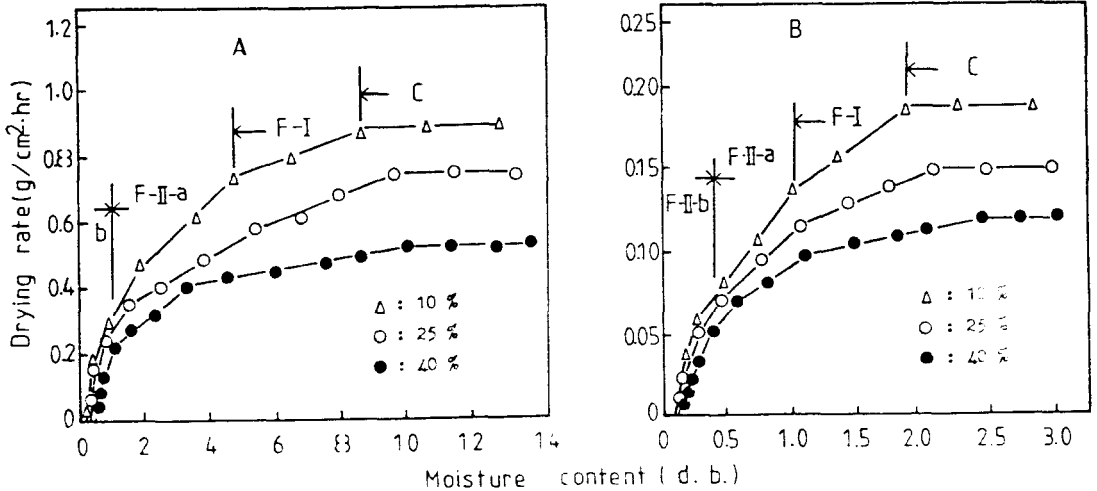 Drying rate(g/cm²·hr)
1.2
1.0
0.8
0.6
0.4
0.2
0
A
C
F-I
F-II-a
b
△ : 10 %
○ : 25 %
● : 40 %
0 2 4 6 8 10 12 14
0.25
0.20
0.15
0.10
0.05
0
B
C
F-I
F-II-a
F-II-b
△ : 10 %
○ : 25 %
● : 40 %
0 0.5 1.0 1.5 2.0 2.5 3.0
Moisture content ( d. b.)